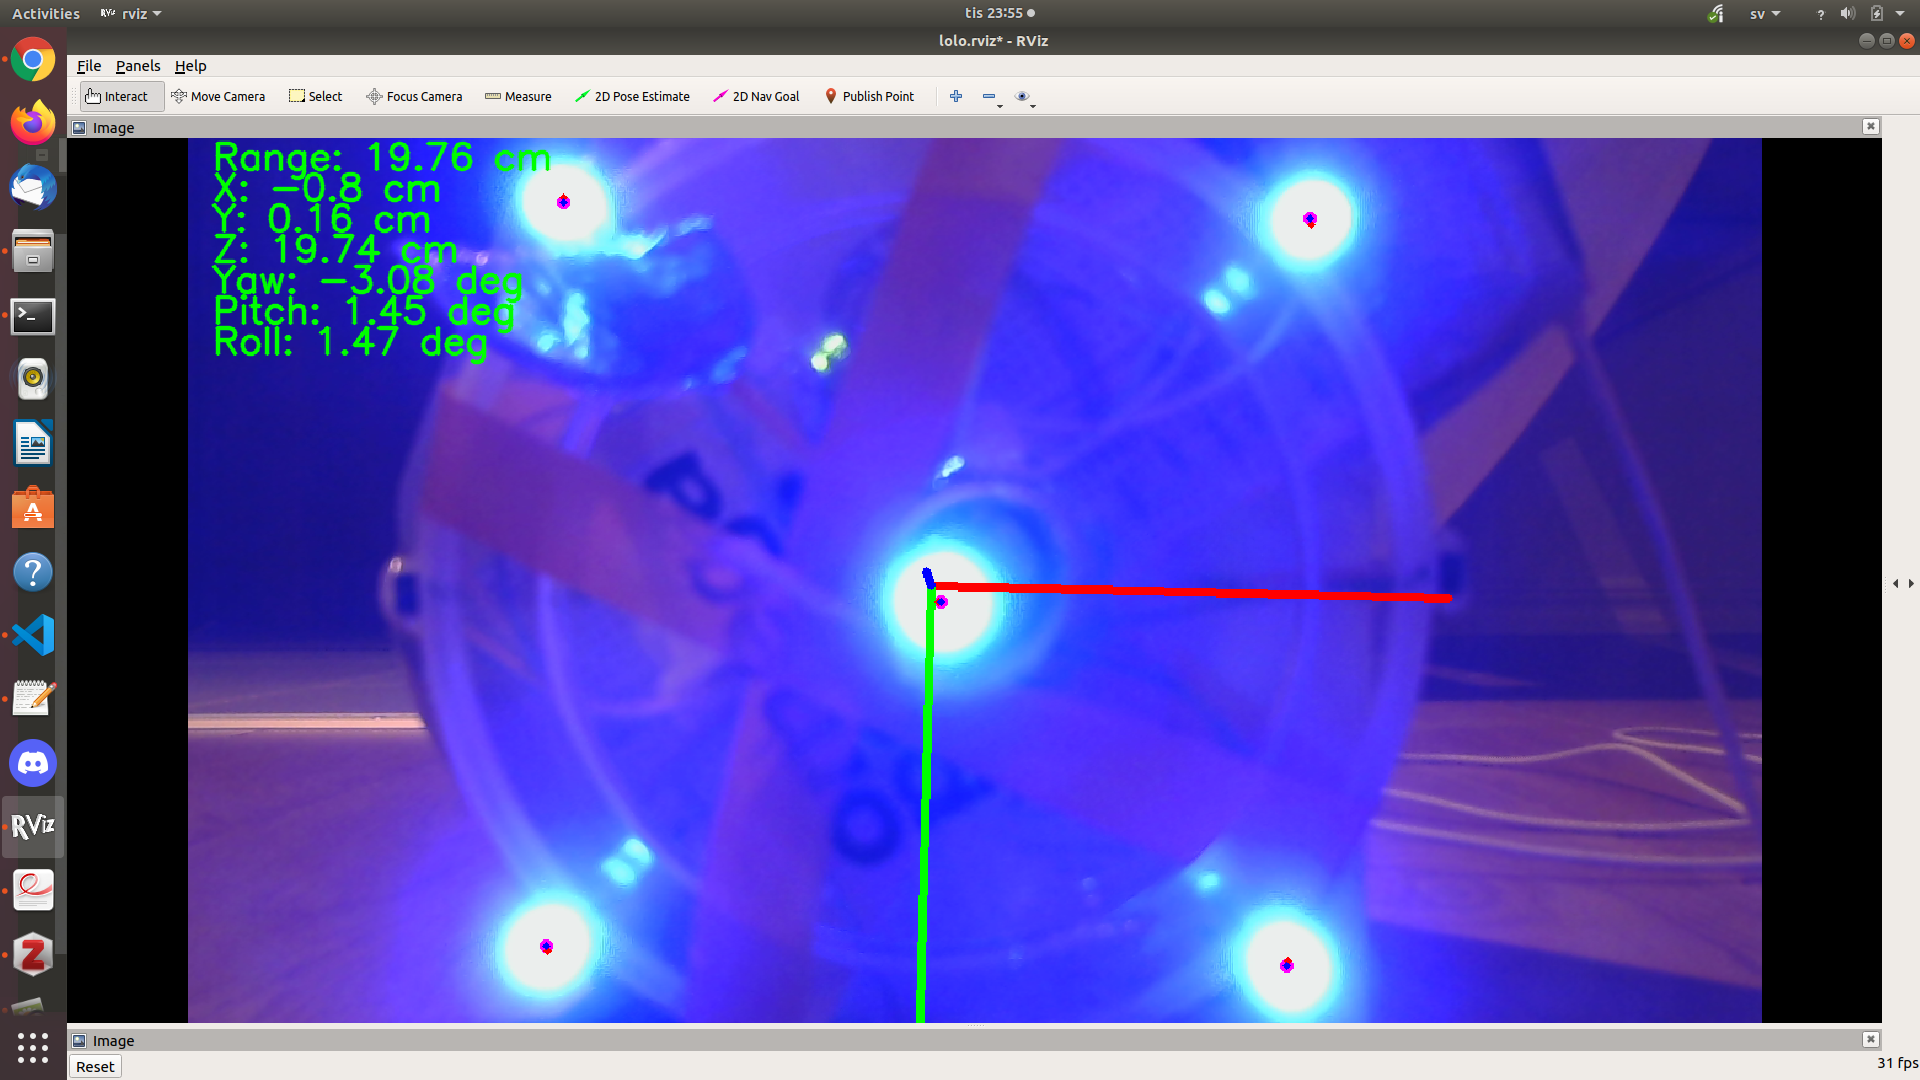 Activities
RViz
rviz
tis 23:55
sv
?
lolo.rviz* - RViz
File Panels Help
Interact Move Camera Select Focus Camera Measure 2D Pose Estimate 2D Nav Goal Publish Point
Image
Range: 19.76 cm
X: -0.8 cm
Y: 0.16 cm
Z: 19.74 cm
Yaw: -3.08 deg
Pitch: 1.45 deg
Roll: 1.47 deg
RViz
Image
Reset
31 fps